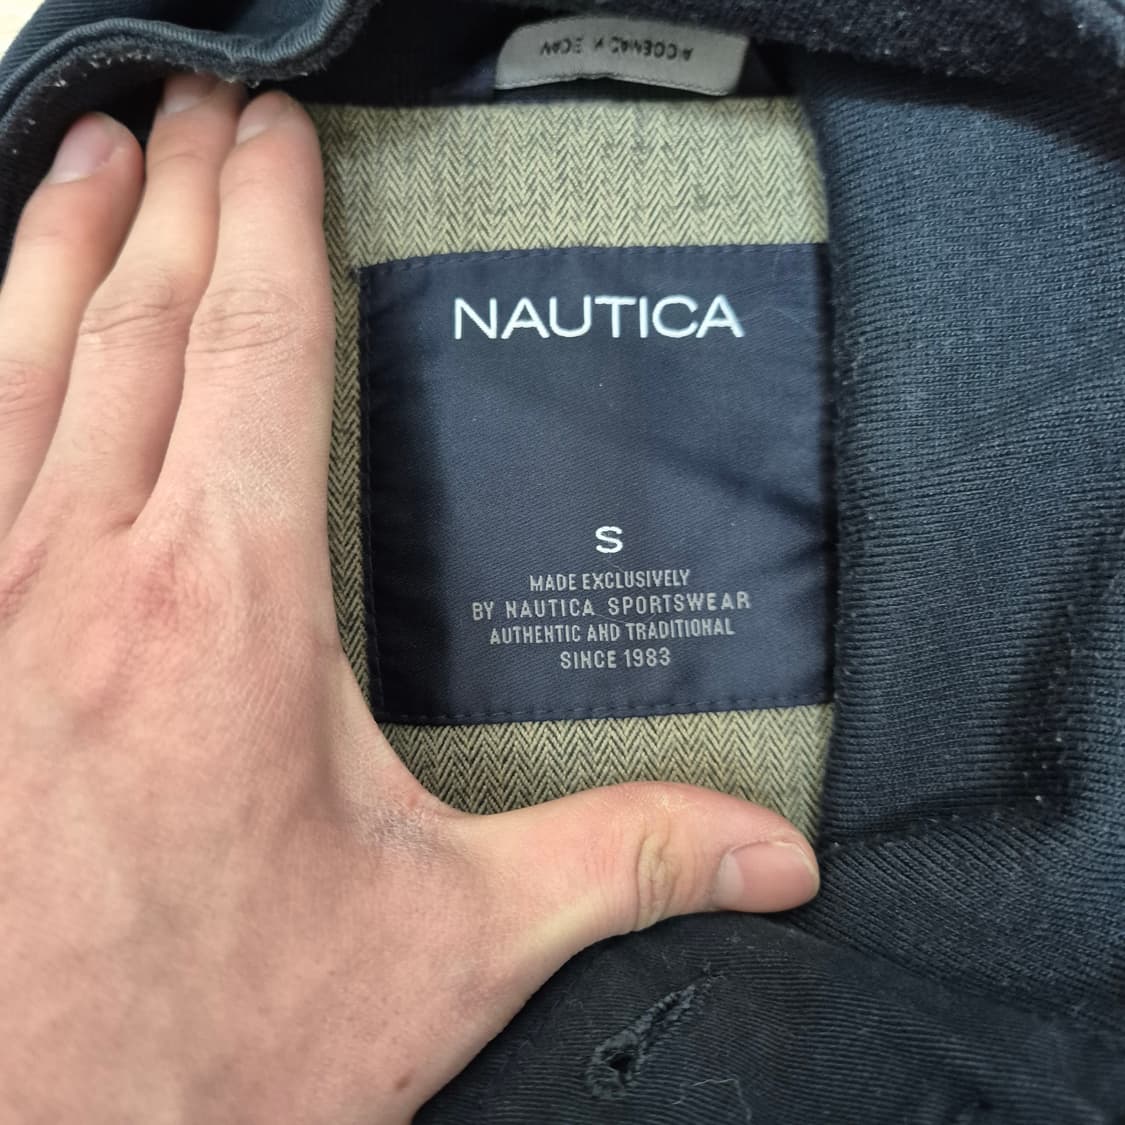 NAUTICA
S
MADE EXCLUSIVELY
BY NAUTICA SPORTSWEAR
AUTHENTIC AND TRADITIONAL
SINCE 1983